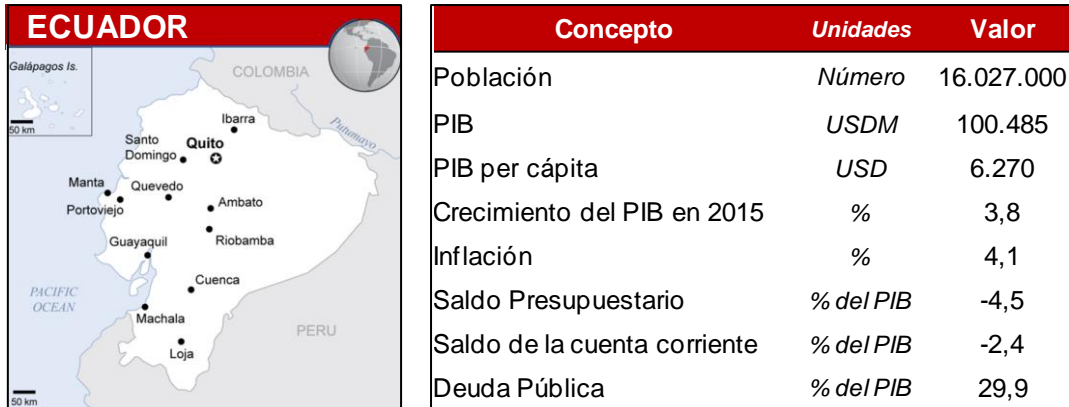 ECUADOR
Galápagos Is.
50 km
COLOMBIA
Putumayo
Ibarra
Santo
Domingo
Quito
Manta
Quevedo
Portoviejo
Ambato
Guayaquil
Riobamba
Cuenca
PACIFIC
OCEAN
Machala
PERU
Loja
50 km
Concepto Unidades Valor
Población Número 16.027.000
PIB USDM 100.485
PIB per cápita USD 6.270
Crecimiento del PIB en 2015 % 3,8
Inflación % 4,1
Saldo Presupuestario % del PIB -4,5
Saldo de la cuenta corriente % del PIB -2,4
Deuda Pública % del PIB 29,9